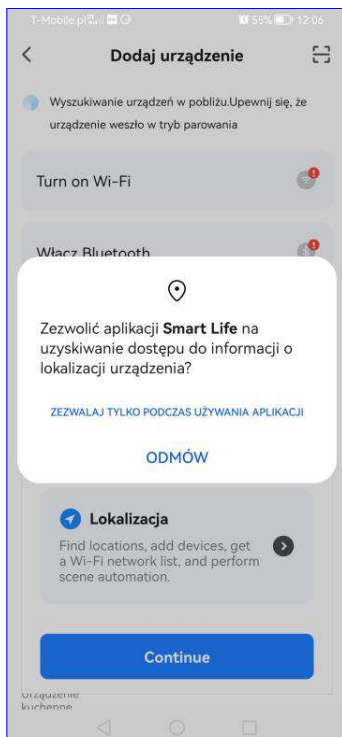 T-Mobile.pl
55%
12:06
Dodaj urządzenie
Wyszukiwanie urządzeń w pobliżu.Upewnij się, że
urządzenie weszło w tryb parowania
Turn on Wi-Fi
Włącz Bluetooth
Zezwolić aplikacji Smart Life na
uzyskiwanie dostępu do informacji o
lokalizacji urządzenia?
ZEZWALAJ TYLKO PODCZAS UŻYWANIA APLIKACJI
ODMÓW
Lokalizacja
Find locations, add devices, get
a Wi-Fi network list, and perform
scene automation.
Continue
Urządzenie
kuchenne